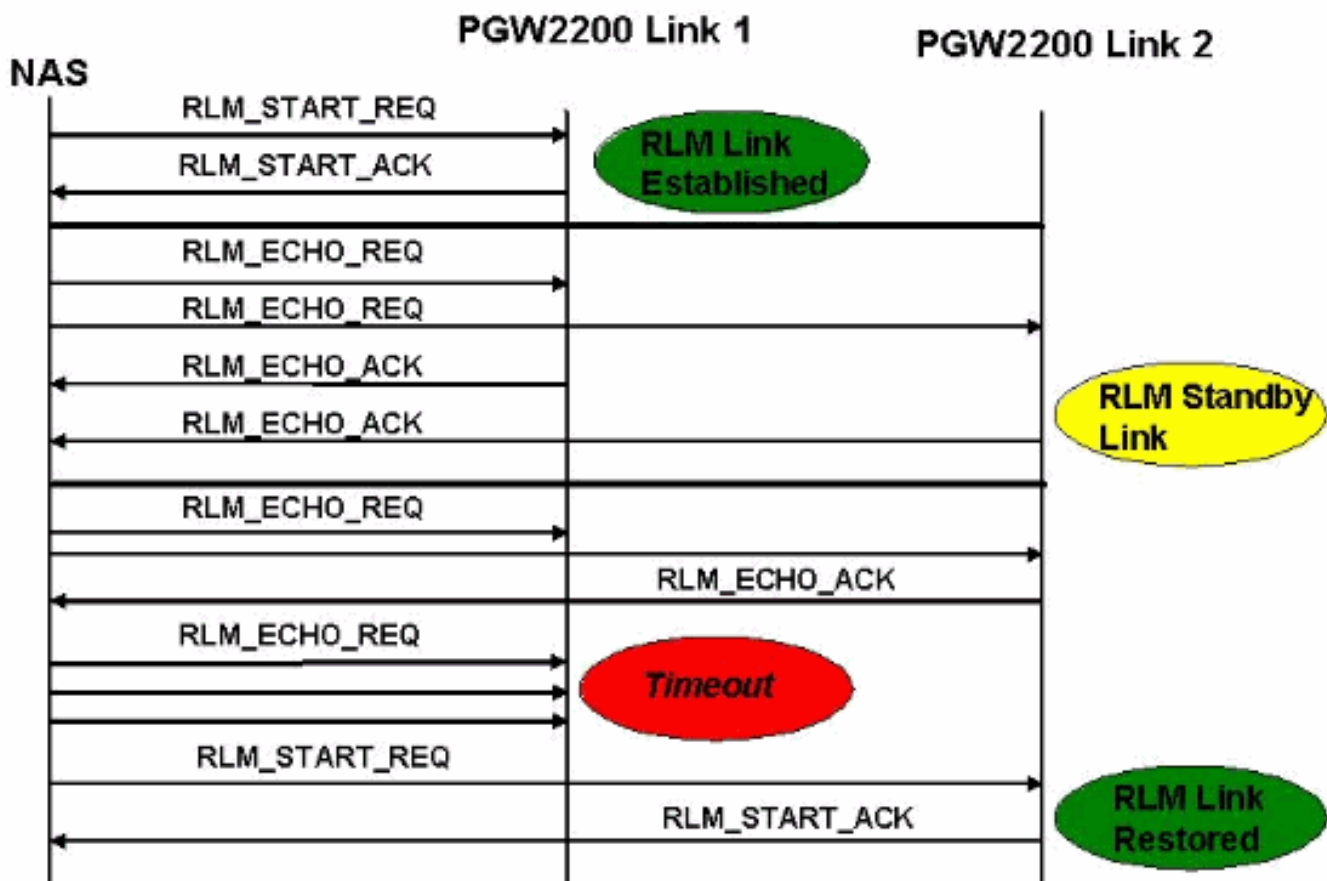 PGW2200 Link 1
PGW2200 Link 2
NAS
RLM_START_REQ
RLM Link
Established
RLM_START_ACK
RLM_ECHO_REQ
RLM_ECHO_REQ
RLM_ECHO_ACK
RLM_ECHO_ACK
RLM Standby
Link
RLM_ECHO_REQ
RLM_ECHO_ACK
RLM_ECHO_REQ
Timeout
RLM_START_REQ
RLM_START_ACK
RLM Link
Restored